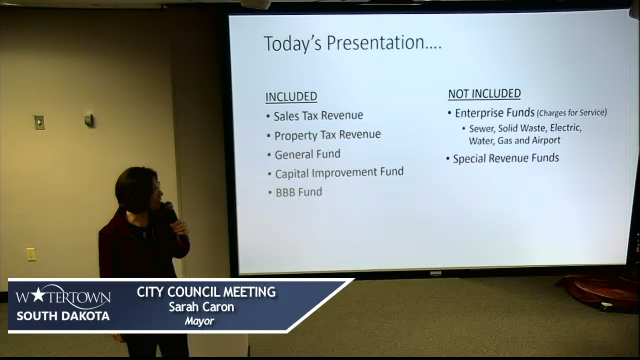 Today's Presentation....
INCLUDED
• Sales Tax Revenue
• Property Tax Revenue
• General Fund
• Capital Improvement Fund
• BBB Fund
NOT INCLUDED
• Enterprise Funds (Charges for Service)
• Sewer, Solid Waste, Electric,
Water, Gas and Airport
• Special Revenue Funds
WATERTOWN
SOUTH DAKOTA
CITY COUNCIL MEETING
Sarah Caron
Mayor